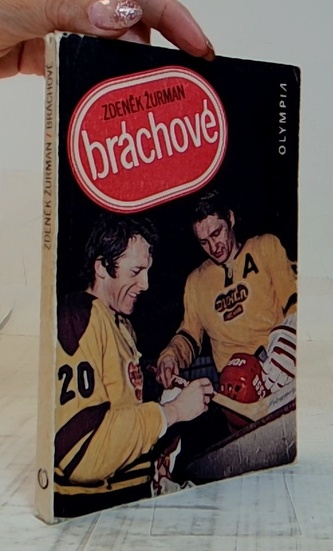 ZDENĚK ŽURMAN / BRÁCHOVÉ
ZDENĚK ŽURMAN
bráchové
OLYMPIA
A
20